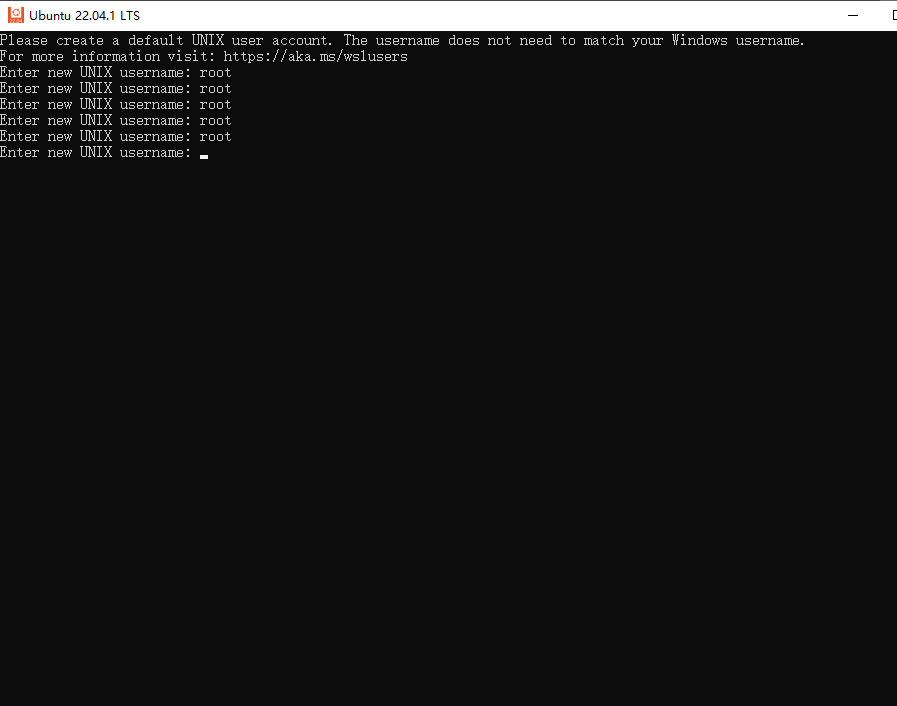 Ubuntu 22.04.1 LTS
Please create a default UNIX user account. The username does not need to match your Windows username.
For more information visit: https://aka.ms/wslusers
Enter new UNIX username: root
Enter new UNIX username: root
Enter new UNIX username: root
Enter new UNIX username: root
Enter new UNIX username: root
Enter new UNIX username: